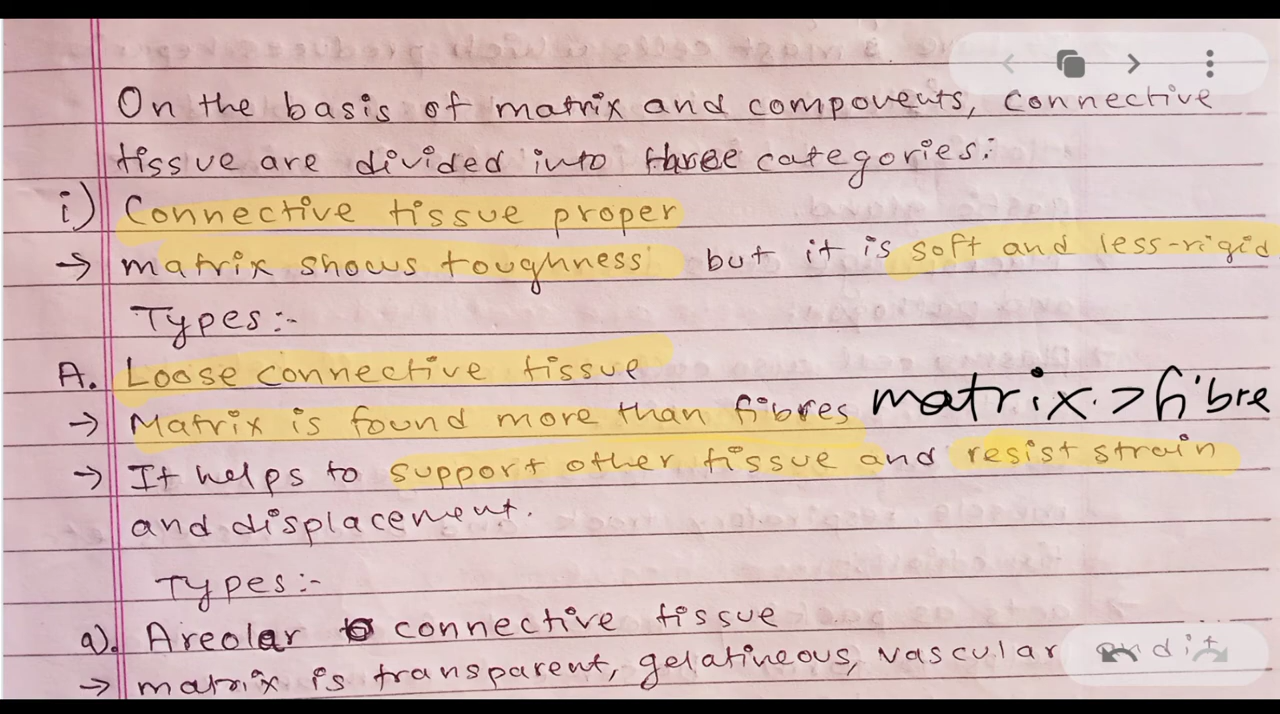 On the basis of matrix and components, connective
tissue are divided into three categories:
i) Connective tissue proper
→ matrix shows toughness but it is soft and less-rigid
Types:-
A. Loose connective tissue
→ Matrix is found more than fibres matrix > fibre
→ It helps to support other tissue and resist strain
and displacement.
Types:-
a). Areolar connective tissue
→ matrix is transparent, gelatineous, vascular and it